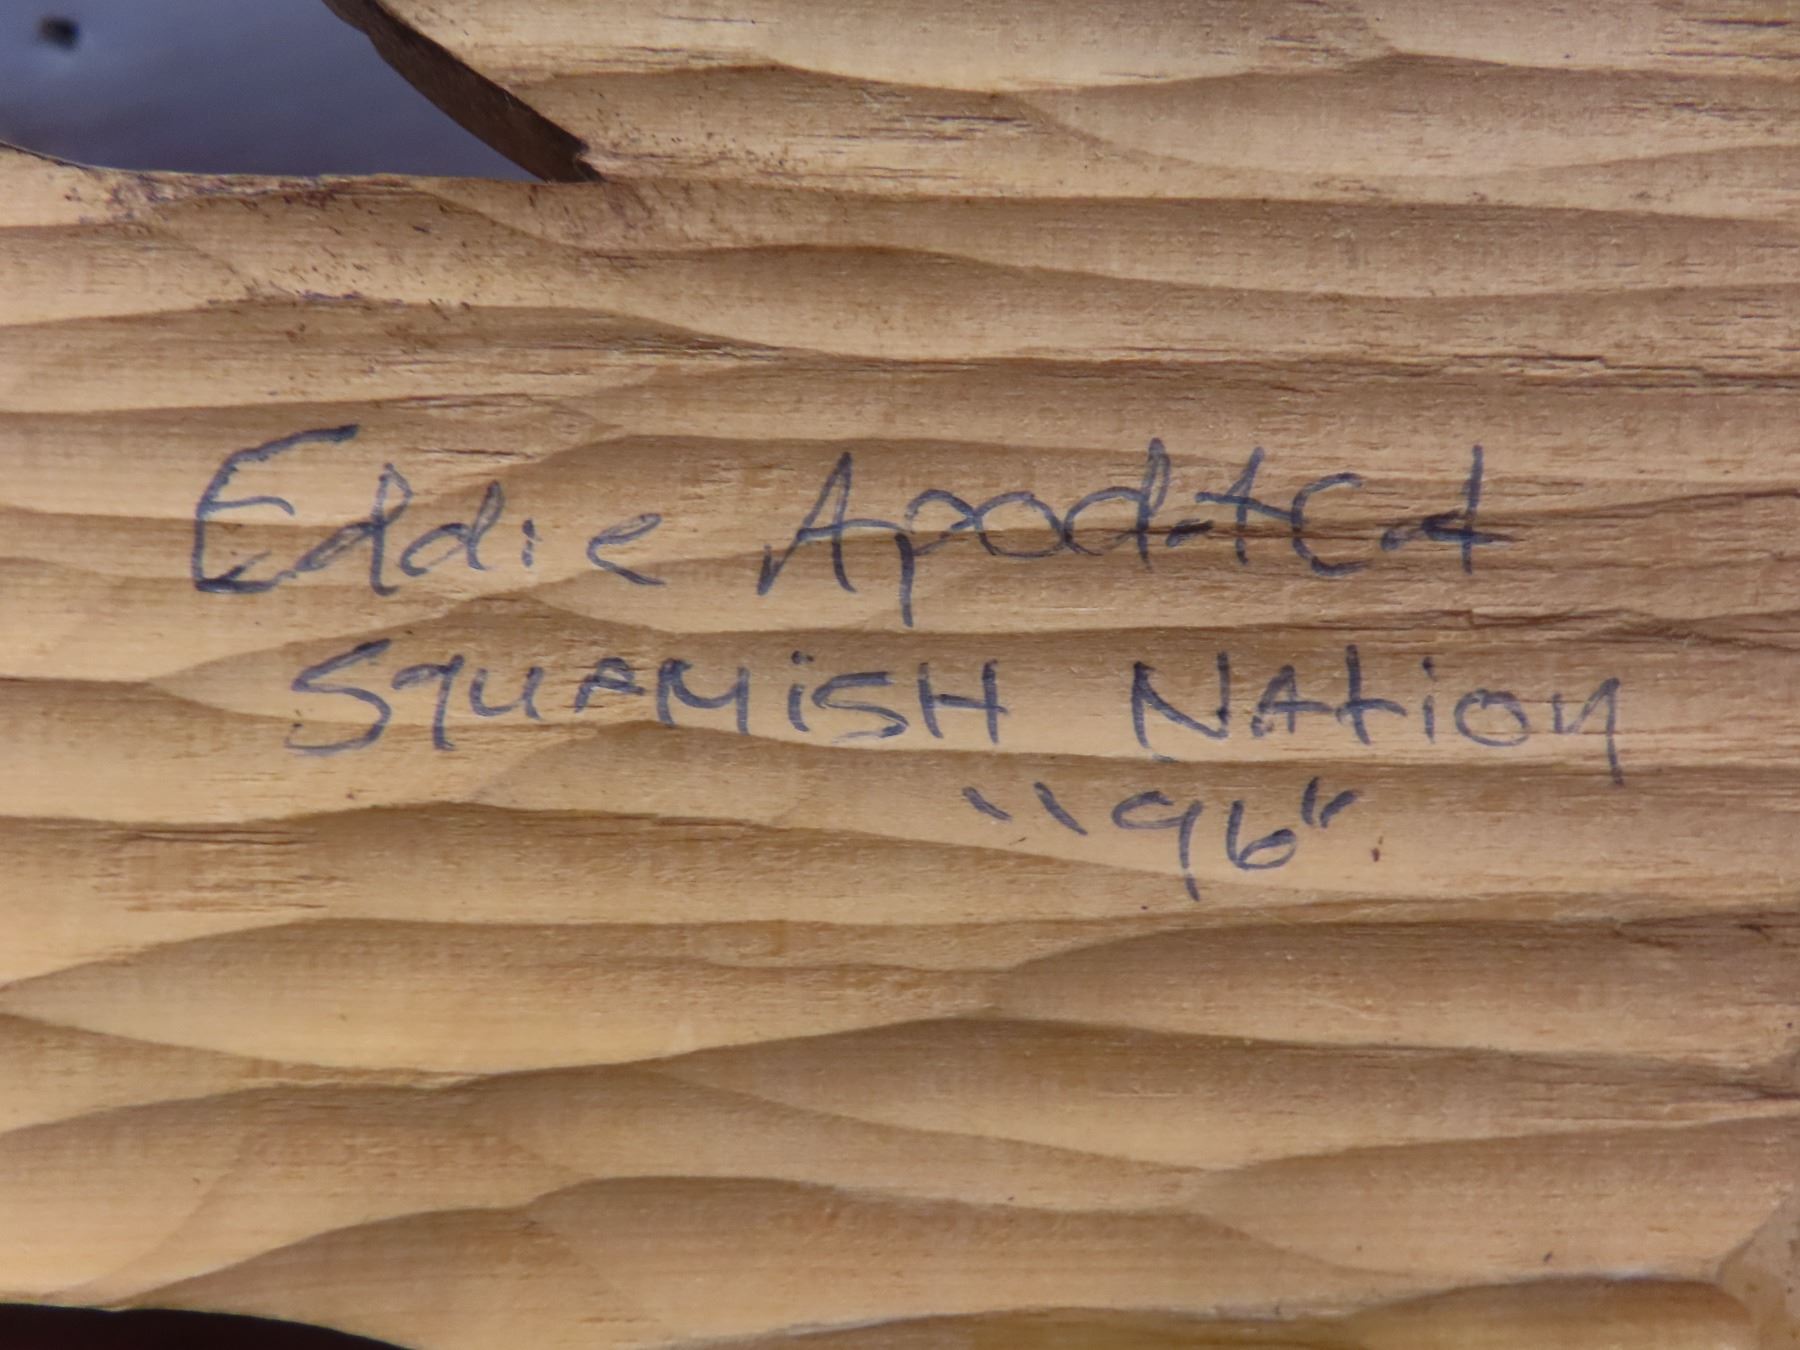 Eddie Apodaca
SQUAMiSH NAtion
"96"